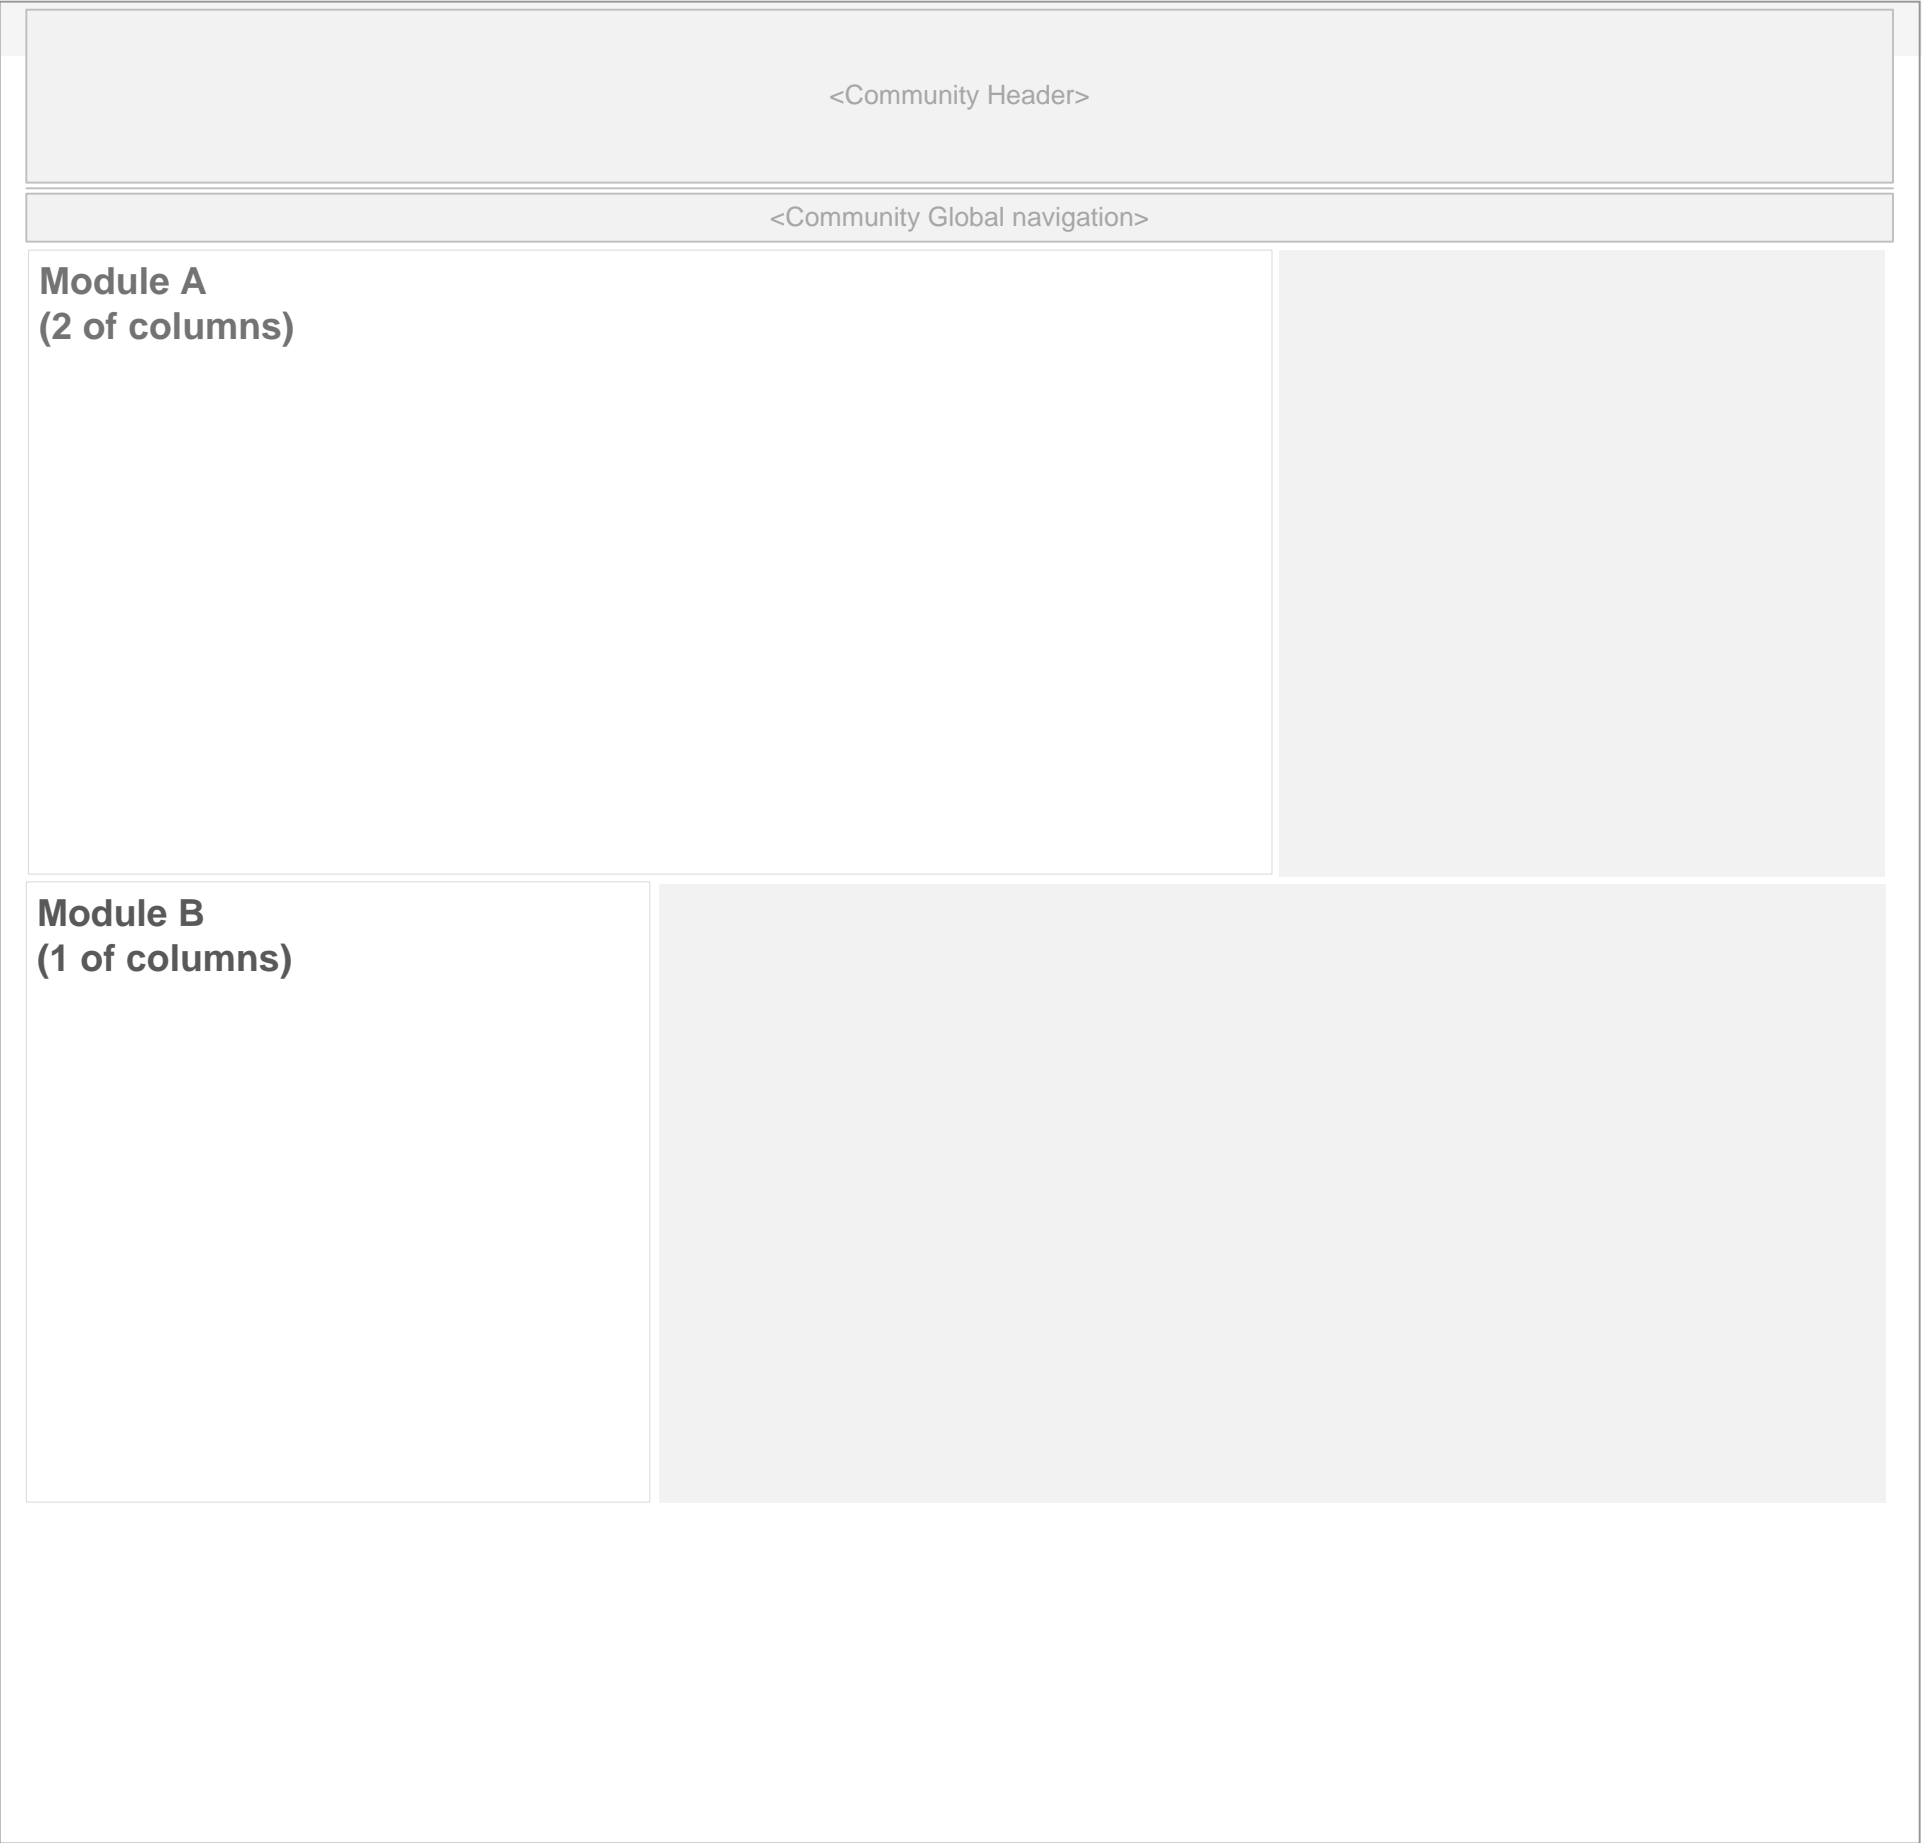 <Community Header>
<Community Global navigation>
Module A
(2 of columns)
Module B
(1 of columns)